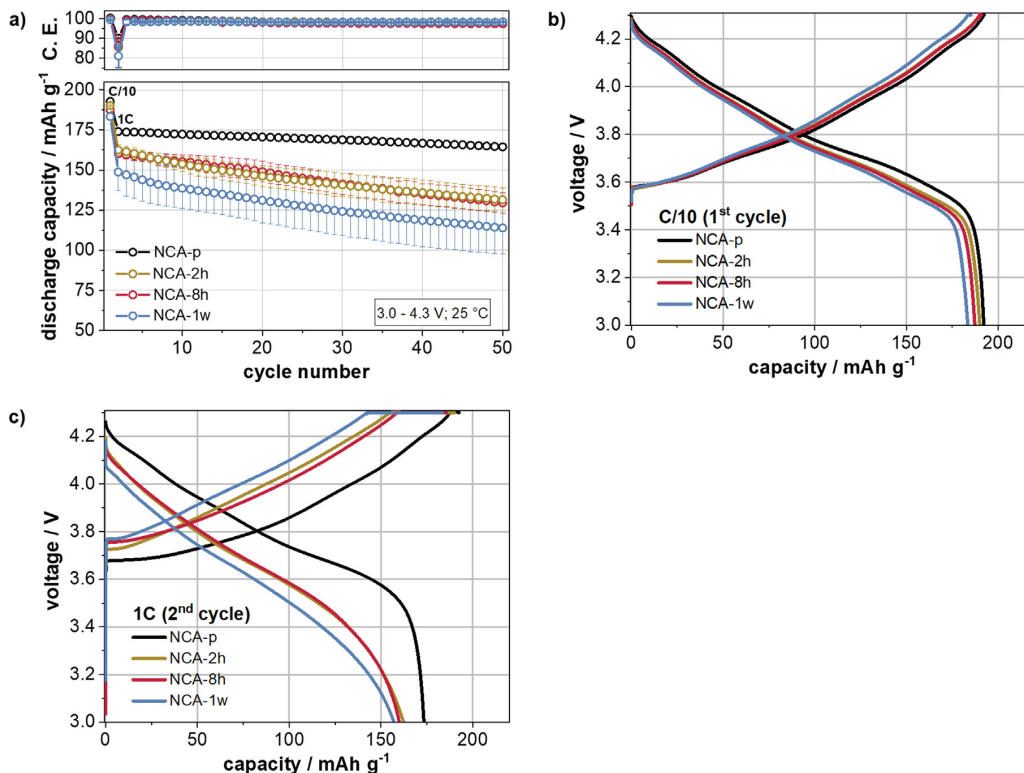 a)
C. E.
100
90
80
discharge capacity / mAh g⁻¹
200
175
150
125
100
75
50
C/10
1C
NCA-p
NCA-2h
NCA-8h
NCA-1w
3.0 - 4.3 V; 25 °C
10
20
30
40
50
cycle number
b)
voltage / V
4.2
4.0
3.8
3.6
3.4
3.2
3.0
C/10 (1st cycle)
NCA-p
NCA-2h
NCA-8h
NCA-1w
0
50
100
150
200
capacity / mAh g⁻¹
c)
voltage / V
4.2
4.0
3.8
3.6
3.4
3.2
3.0
1C (2nd cycle)
NCA-p
NCA-2h
NCA-8h
NCA-1w
0
50
100
150
200
capacity / mAh g⁻¹